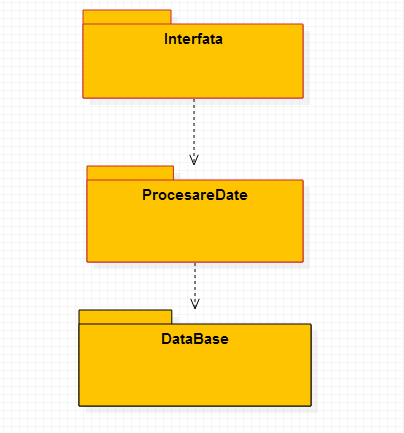 Interfata
ProcesareDate
DataBase